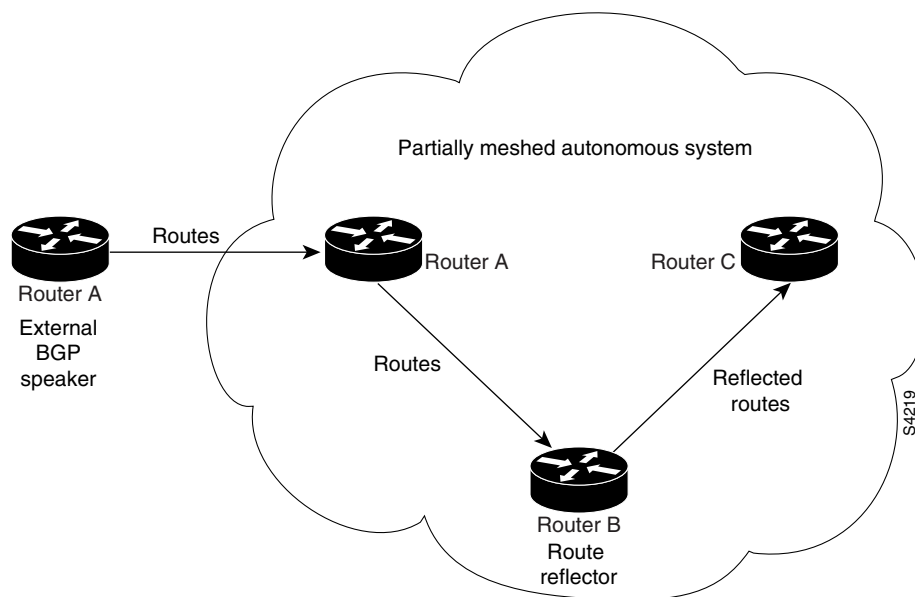 Partially meshed autonomous system
Routes
Router A
External
BGP
speaker
Router A
Router C
Routes
Reflected
routes
Router B
Route
reflector
S4219